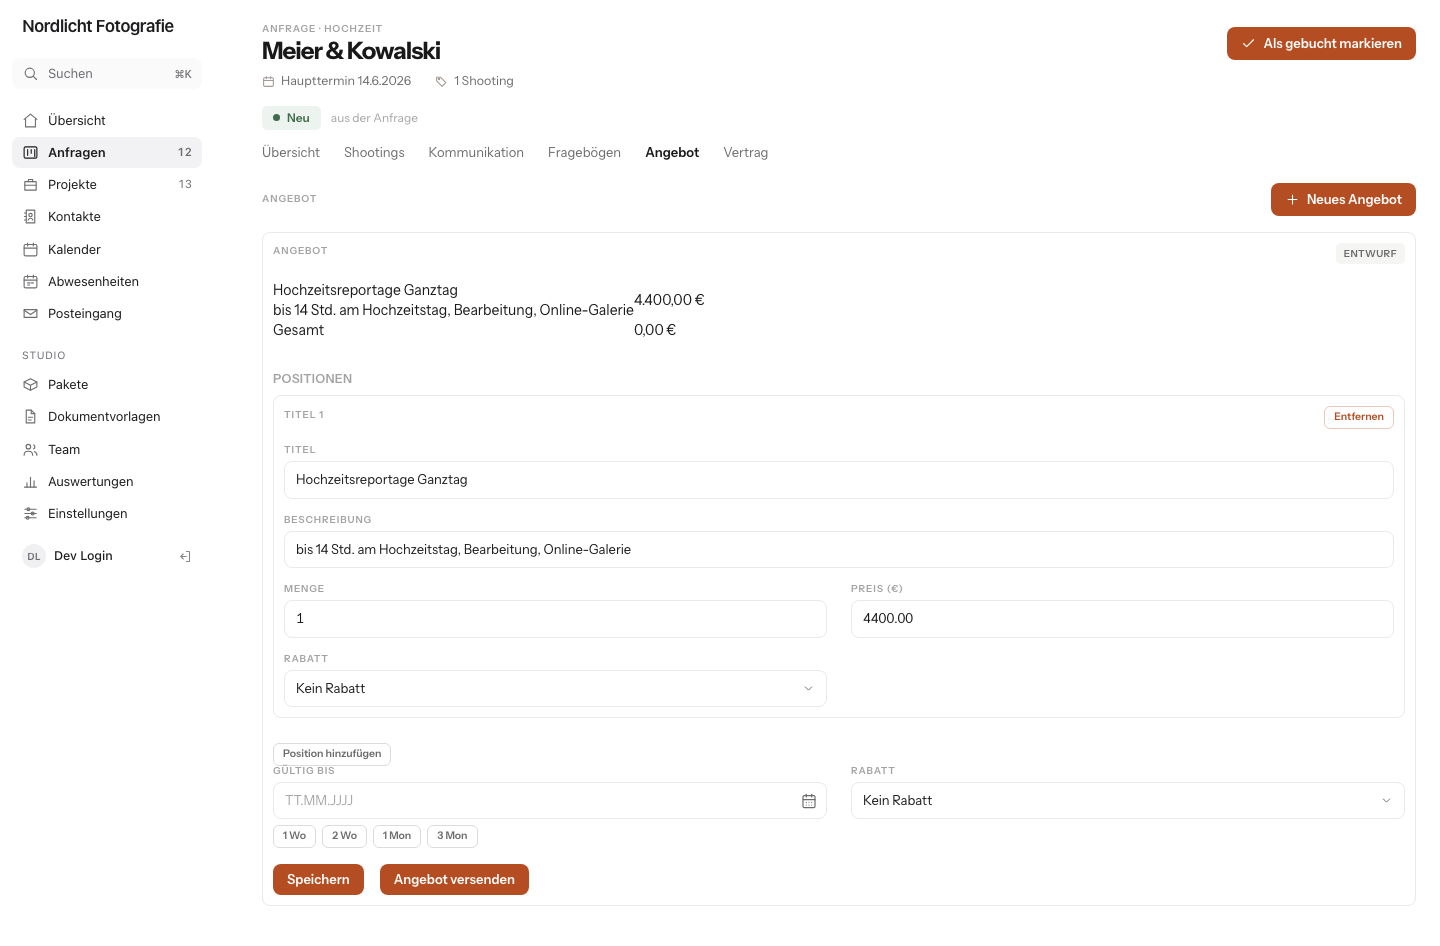 Nordlicht Fotografie
Suchen ⌘K
Übersicht
Anfragen 12
Projekte 13
Kontakte
Kalender
Abwesenheiten
Posteingang
STUDIO
Pakete
Dokumentvorlagen
Team
Auswertungen
Einstellungen
DL Dev Login
ANFRAGE · HOCHZEIT
Meier & Kowalski
Als gebucht markieren
Haupttermin 14.6.2026 1 Shooting
Neu aus der Anfrage
Übersicht Shootings Kommunikation Fragebögen Angebot Vertrag
ANGEBOT
Neues Angebot
ANGEBOT
ENTWURF
Hochzeitsreportage Ganztag
bis 14 Std. am Hochzeitstag, Bearbeitung, Online-Galerie 4.400,00 €
Gesamt 0,00 €
POSITIONEN
TITEL 1
Entfernen
TITEL
Hochzeitsreportage Ganztag
BESCHREIBUNG
bis 14 Std. am Hochzeitstag, Bearbeitung, Online-Galerie
MENGE PREIS (€)
1 4400.00
RABATT
Kein Rabatt
Position hinzufügen
GÜLTIG BIS RABATT
TT.MM.JJJJ Kein Rabatt
1 Wo 2 Wo 1 Mon 3 Mon
Speichern Angebot versenden